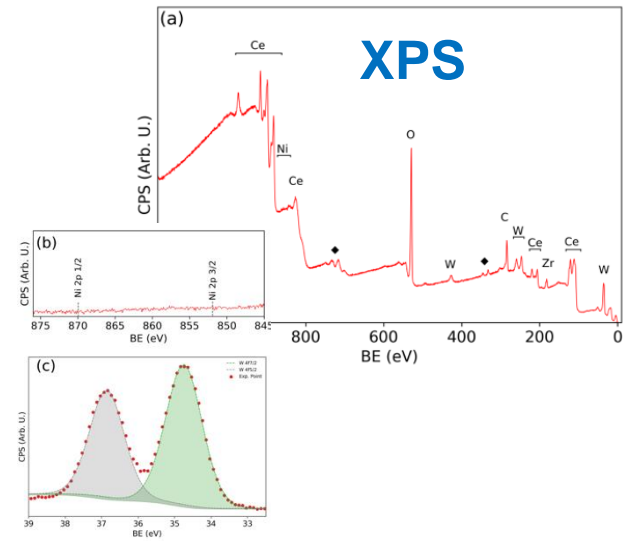 (a)
XPS
Ce
Ni
Ce
O
W
C
W
Ce
Zr
Ce
W
CPS (Arb. U.)
800 600 400 200 0
BE (eV)
(b)
Ni 2p 1/2
Ni 2p 3/2
CPS (Arb. U.)
875 870 865 860 855 850 845
BE (eV)
(c)
W 4F7/2
W 4F5/2
Exp. Point
CPS (Arb. U.)
39 38 37 36 35 34 33
BE (eV)